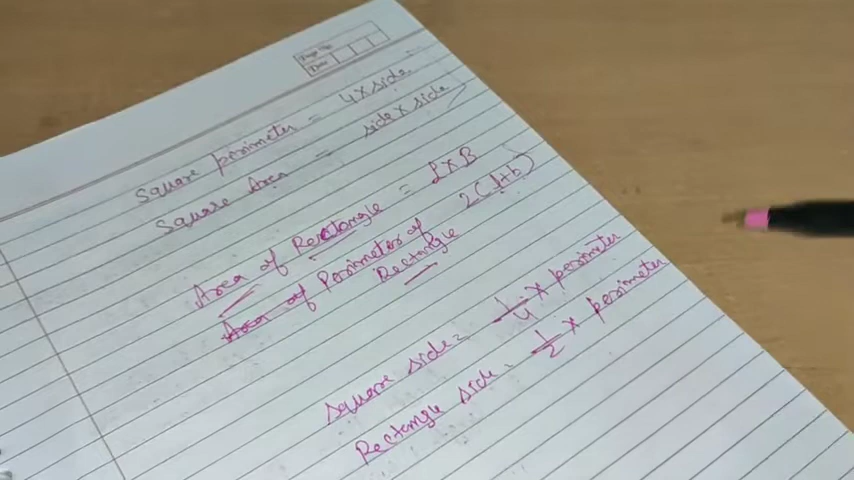 Page No.
Date
Square perimeter = 4 x side
Square Area = side x side
Area of Rectangle = L x B
Area of Perimeter of Rectangle 2(l+b)
Square side = 1/4 x perimeter
Rectangle side = 1/2 x perimeter